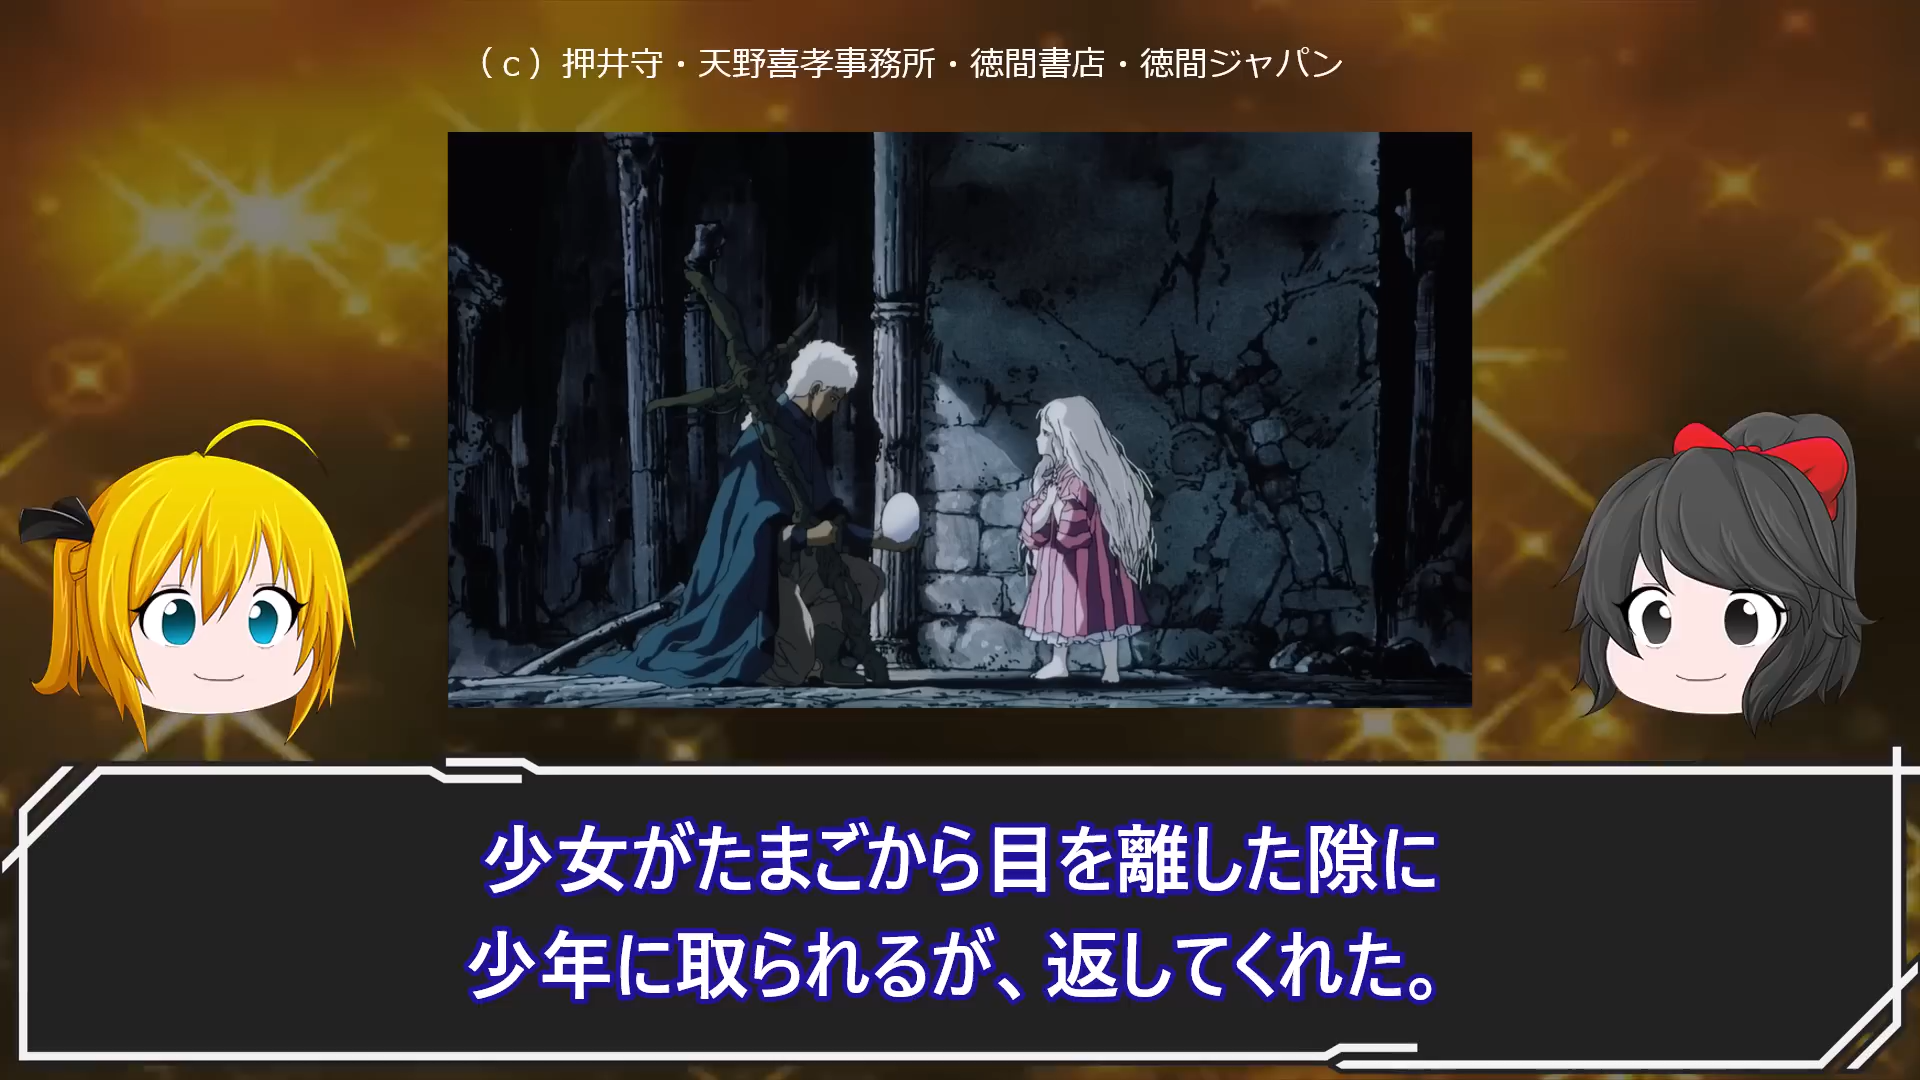 （ｃ）押井守・天野喜孝事務所・徳間書店・徳間ジャパン
少女がたまごから目を離した隙に
少年に取られるが、返してくれた。